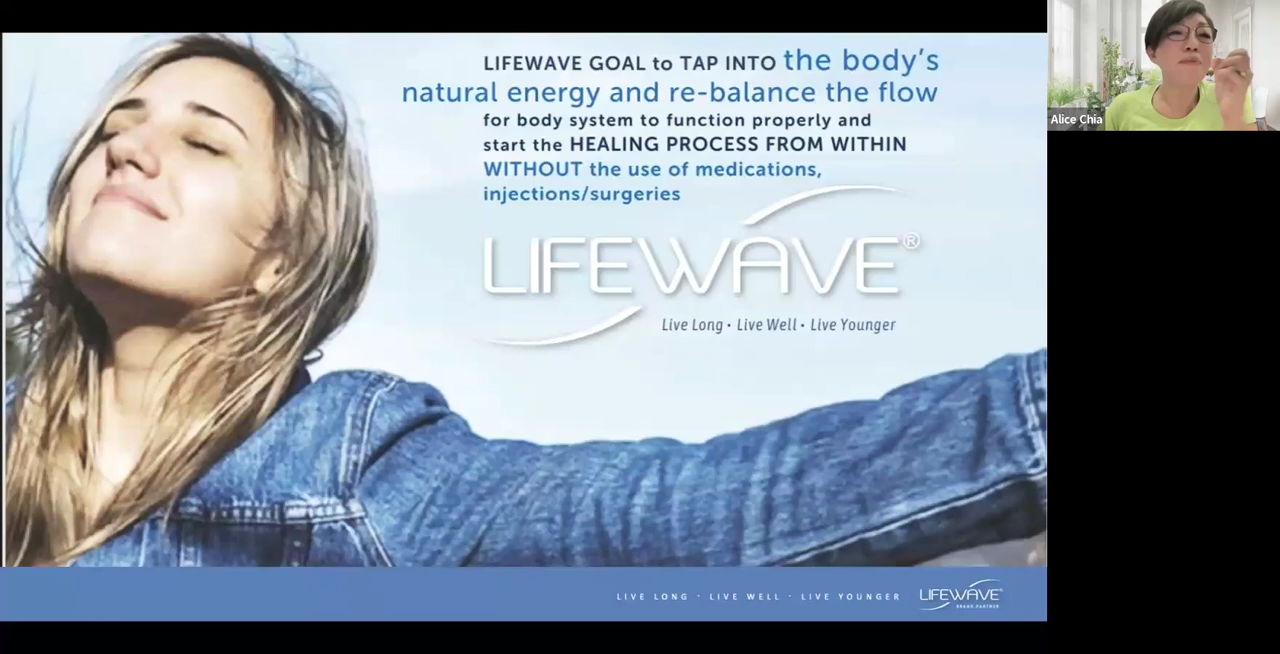 LIFEWAVE GOAL to TAP INTO the body's
natural energy and re-balance the flow
for body system to function properly and
start the HEALING PROCESS FROM WITHIN
WITHOUT the use of medications,
injections/surgeries
LIFEWAVE®
Live Long • Live Well • Live Younger
LIVE LONG · LIVE WELL · LIVE YOUNGER
LIFEWAVE
BRAND PARTNER
Alice Chia